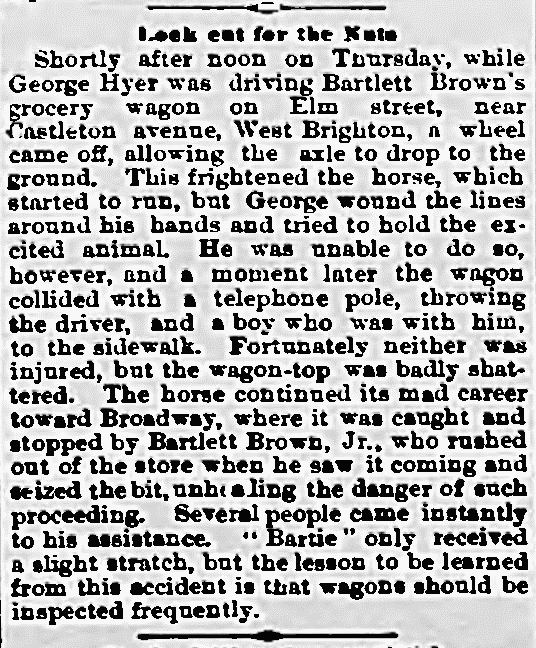 Look out for the Nuts
Shortly after noon on Thursday, while
George Hyer was driving Bartlett Brown's
grocery wagon on Elm street, near
Castleton avenue, West Brighton, a wheel
came off, allowing the axle to drop to the
ground. This frightened the horse, which
started to run, but George wound the lines
around his hands and tried to hold the ex-
cited animal. He was unable to do so,
however, and a moment later the wagon
collided with a telephone pole, throwing
the driver, and a boy who was with him,
to the sidewalk. Fortunately neither was
injured, but the wagon-top was badly shat-
tered. The horse continued its mad career
toward Broadway, where it was caught and
stopped by Bartlett Brown, Jr., who rushed
out of the store when he saw it coming and
seized the bit, the danger of such
proceeding. Several people came instantly
to his assistance. "Bartie" only received
a slight stratch, but the lesson to be learned
from this accident is that wagons should be
inspected frequently.